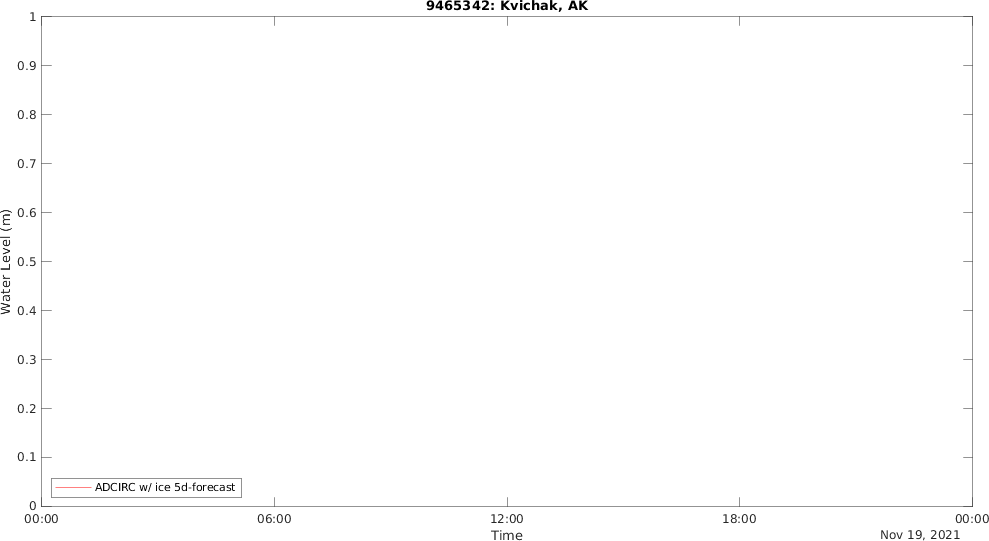 9465342: Kvichak, AK
1
0.9
0.8
0.7
0.6
0.5
0.4
0.3
0.2
0.1
0
Water Level (m)
ADCIRC w/ ice 5d-forecast
00:00 06:00 12:00 18:00 00:00
Time
Nov 19, 2021